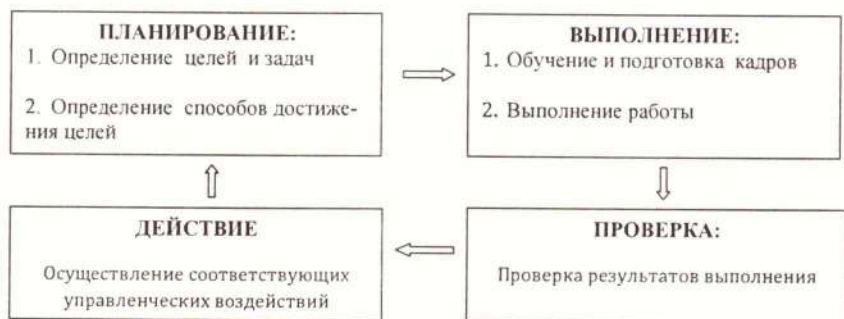 ПЛАНИРОВАНИЕ:
1. Определение целей и задач
2. Определение способов достиже-
ния целей
ВЫПОЛНЕНИЕ:
1. Обучение и подготовка кадров
2. Выполнение работы
ДЕЙСТВИЕ
Осуществление соответствующих
управленческих воздействий
ПРОВЕРКА:
Проверка результатов выполнения